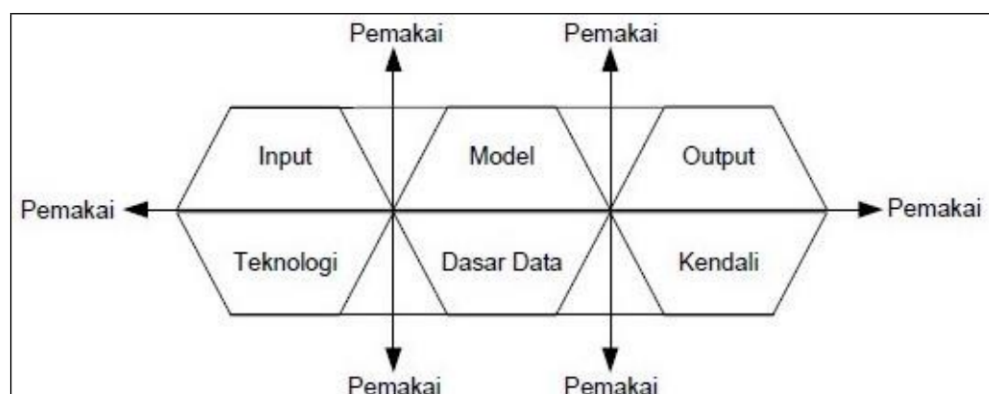 Pemakai Pemakai
Input Model Output
Pemakai Pemakai
Teknologi Dasar Data Kendali
Pemakai Pemakai